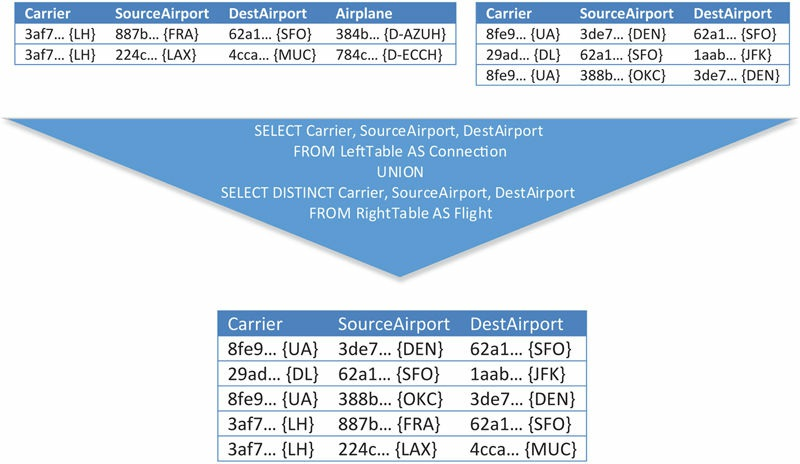 Carrier SourceAirport DestAirport Airplane
3af7... {LH} 887b... {FRA} 62a1... {SFO} 384b... {D-AZUH}
3af7... {LH} 224c... {LAX} 4cca... {MUC} 784c... {D-ECCH}
Carrier SourceAirport DestAirport
8fe9... {UA} 3de7... {DEN} 62a1... {SFO}
29ad... {DL} 62a1... {SFO} 1aab... {JFK}
8fe9... {UA} 388b... {OKC} 3de7... {DEN}
SELECT Carrier, SourceAirport, DestAirport
FROM LeftTable AS Connection
UNION
SELECT DISTINCT Carrier, SourceAirport, DestAirport
FROM RightTable AS Flight
Carrier SourceAirport DestAirport
8fe9... {UA} 3de7... {DEN} 62a1... {SFO}
29ad... {DL} 62a1... {SFO} 1aab... {JFK}
8fe9... {UA} 388b... {OKC} 3de7... {DEN}
3af7... {LH} 887b... {FRA} 62a1... {SFO}
3af7... {LH} 224c... {LAX} 4cca... {MUC}